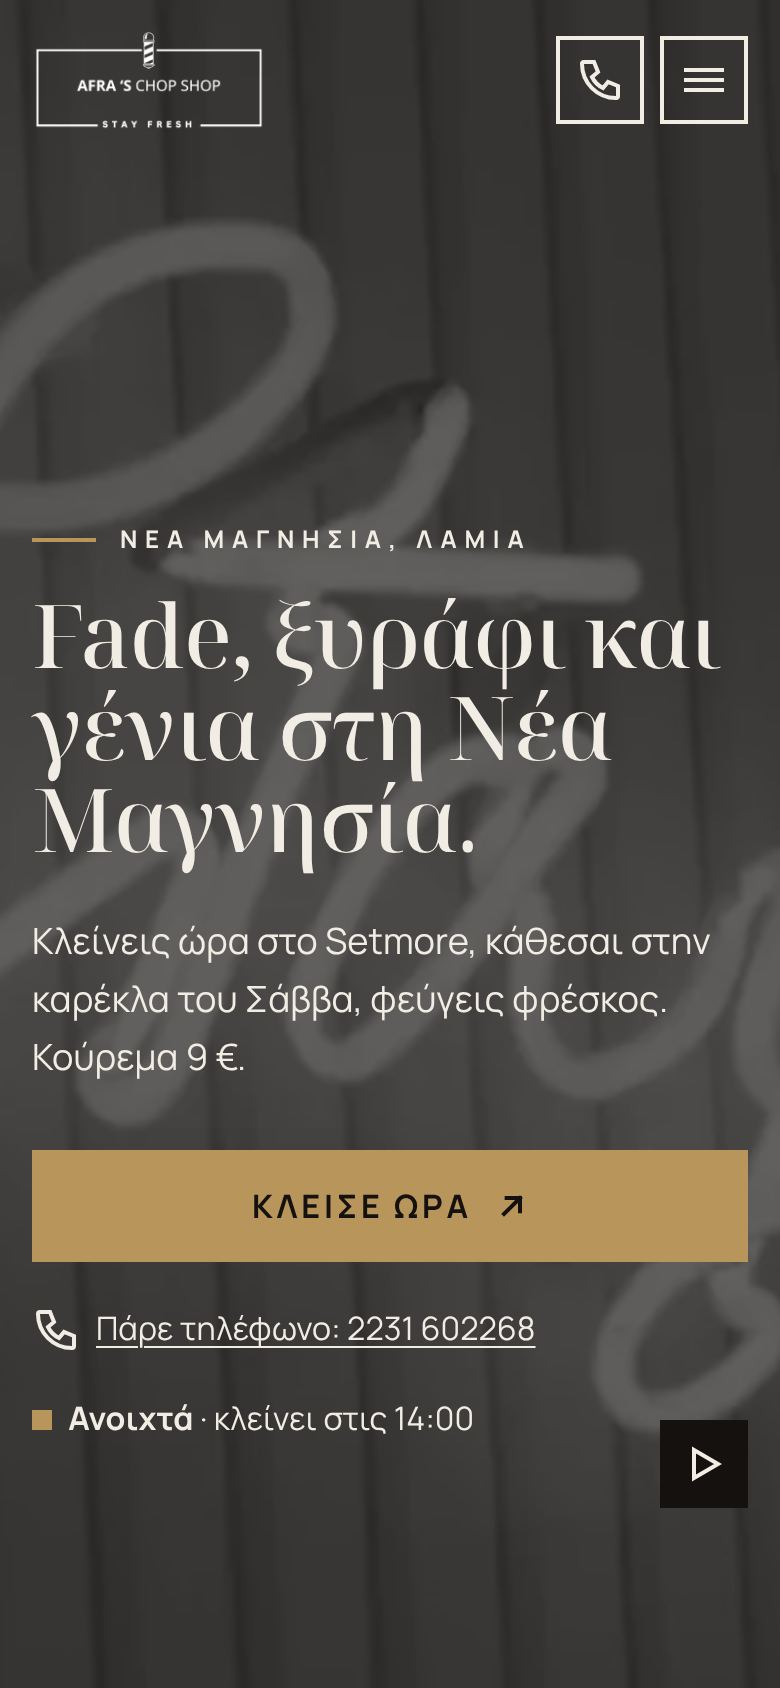 AFRA 'S CHOP SHOP
STAY FRESH
ΝΕΑ ΜΑΓΝΗΣΙΑ, ΛΑΜΙΑ
Fade, ξυράφι και
γένια στη Νέα
Μαγνησία.
Κλείνεις ώρα στο Setmore, κάθεσαι στην
καρέκλα του Σάββα, φεύγεις φρέσκος.
Κούρεμα 9 €.
ΚΛΕΙΣΕ ΩΡΑ
Πάρε τηλέφωνο: 2231 602268
Ανοιχτά · κλείνει στις 14:00